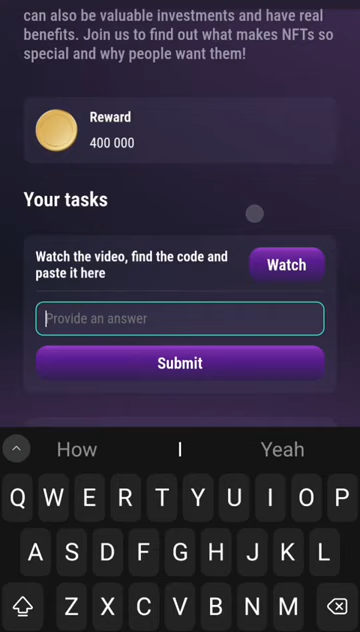 can also be valuable investments and have real
benefits. Join us to find out what makes NFTs so
special and why people want them!
Reward
400 000
Your tasks
Watch the video, find the code and
paste it here
Watch
Provide an answer
Submit
How I Yeah
Q W E R T Y U I O P
A S D F G H J K L
Z X C V B N M